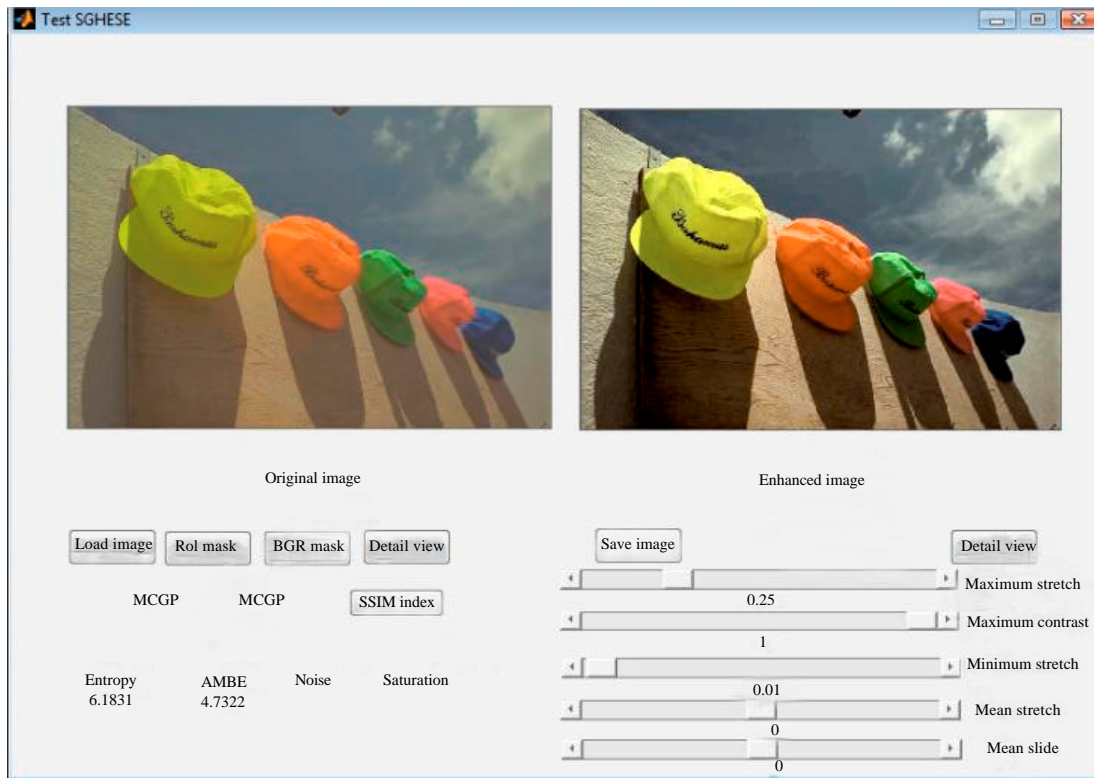 Test SGHESE
Bahamas
Original image
Enhanced image
Load image
RoI mask
BGR mask
Detail view
Save image
Detail view
MCGP
MCGP
SSIM index
Maximum stretch
0.25
Maximum contrast
1
Minimum stretch
0.01
Mean stretch
0
Mean slide
0
Entropy
6.1831
AMBE
4.7322
Noise
Saturation